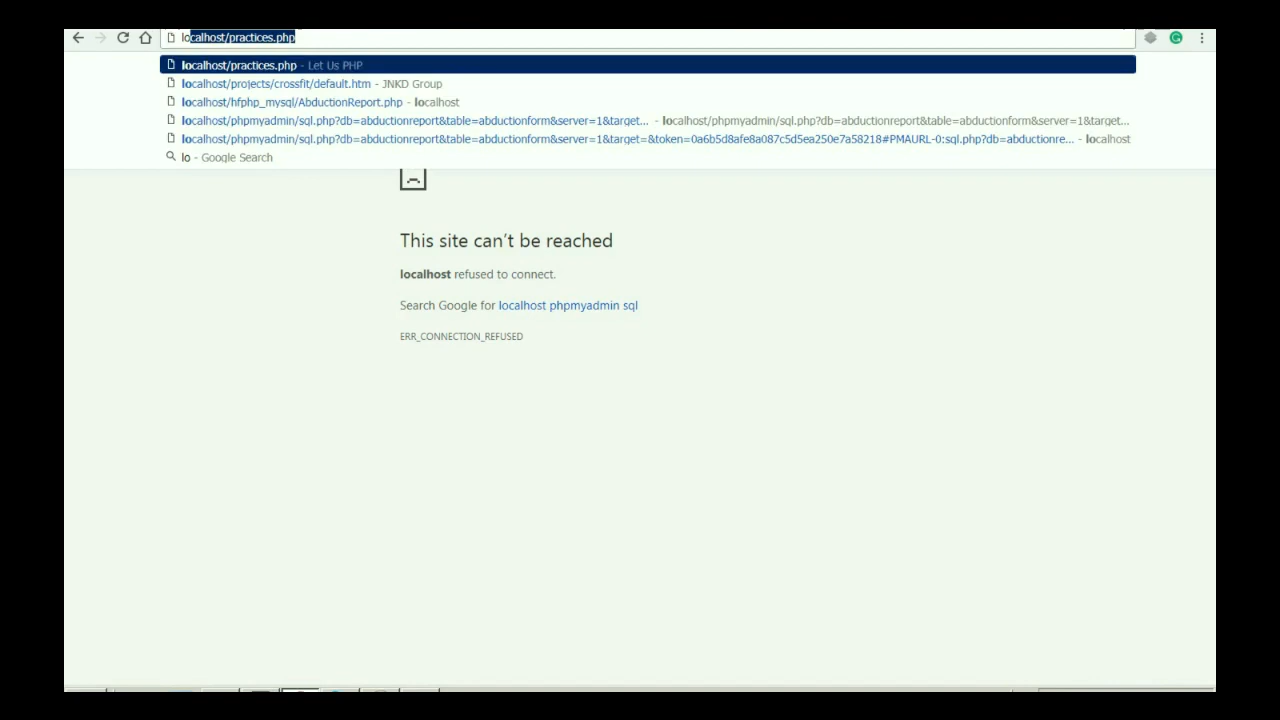 localhost/practices.php
localhost/practices.php - Let Us PHP
localhost/projects/crossfit/default.htm - JNKD Group
localhost/hfphp_mysql/AbductionReport.php - localhost
localhost/phpmyadmin/sql.php?db=abductionreport&table=abductionform&server=1&target... - localhost/phpmyadmin/sql.php?db=abductionreport&table=abductionform&server=1&target...
localhost/phpmyadmin/sql.php?db=abductionreport&table=abductionform&server=1&target=&token=0a6b5d8afe8a087c5d5ea250e7a58218#PMAURL-0:sql.php?db=abductionre... - localhost
lo - Google Search
This site can't be reached
localhost refused to connect.
Search Google for localhost phpmyadmin sql
ERR_CONNECTION_REFUSED